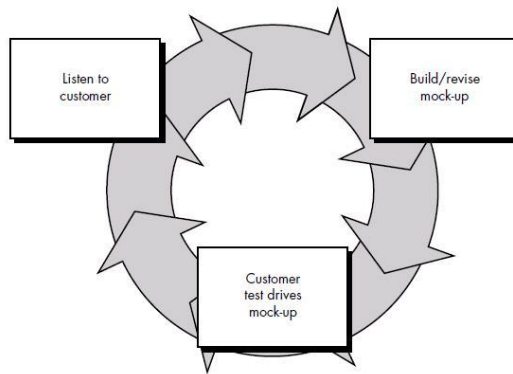 Listen to
customer
Build/revise
mock-up
Customer
test drives
mock-up